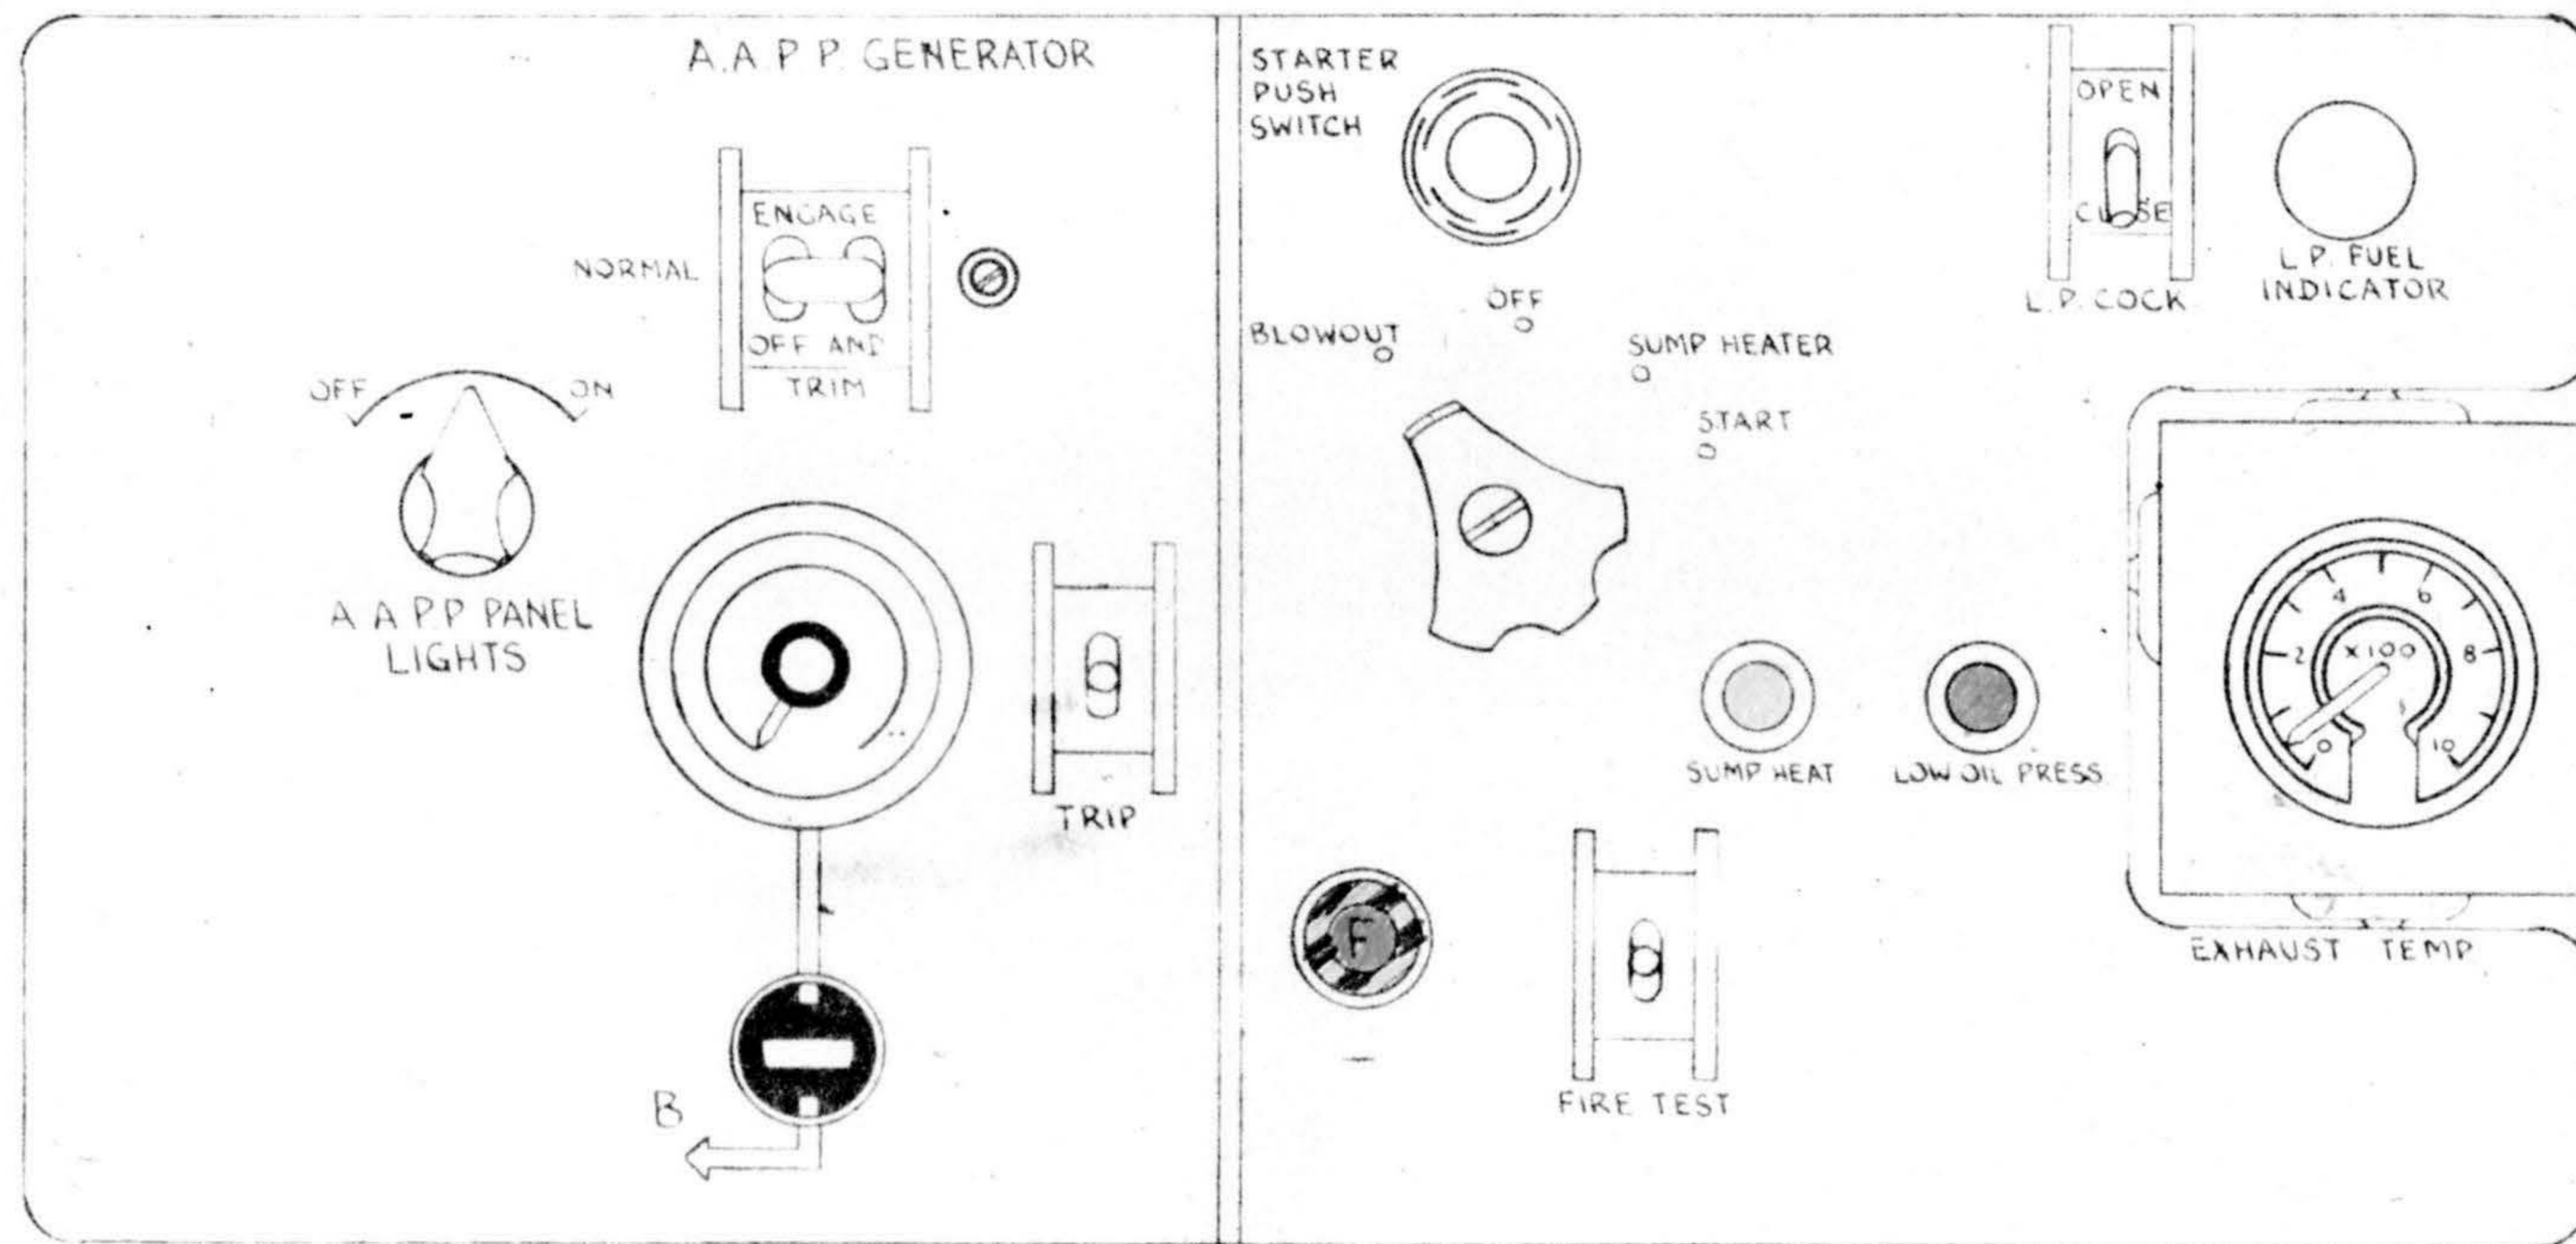 A.A.P.P. GENERATOR
ENGAGE
NORMAL
OFF AND
TRIM
OFF
ON
A.A.P.P PANEL
LIGHTS
TRIP
B
STARTER
PUSH
SWITCH
OFF
BLOWOUT
SUMP HEATER
START
OPEN
CLOSE
L.P. COCK
L.P. FUEL
INDICATOR
SUMP HEAT
LOW OIL PRESS
4
6
2
X100
8
0
10
EXHAUST TEMP
F
FIRE TEST